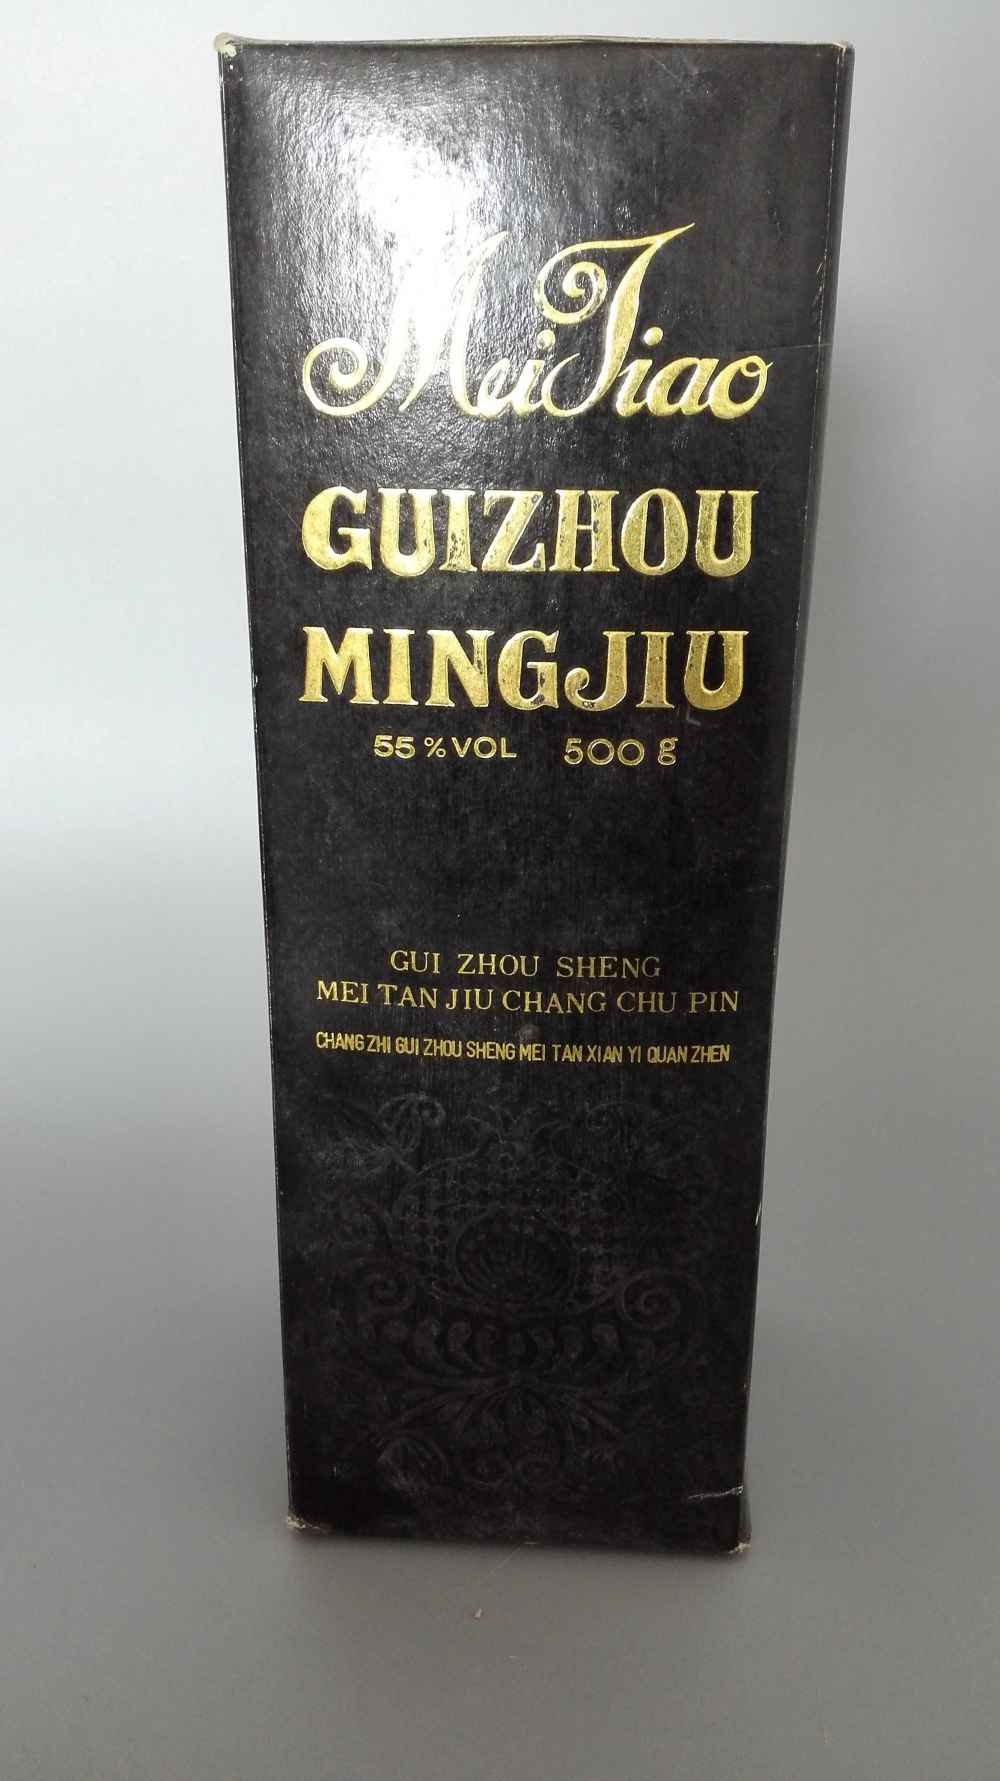 MeiJiao
GUIZHOU
MINGJIU
55%VOL 500g
GUI ZHOU SHENG
MEI TAN JIU CHANG CHU PIN
CHANG ZHI GUI ZHOU SHENG MEI TAN XIAN YI QUAN ZHEN